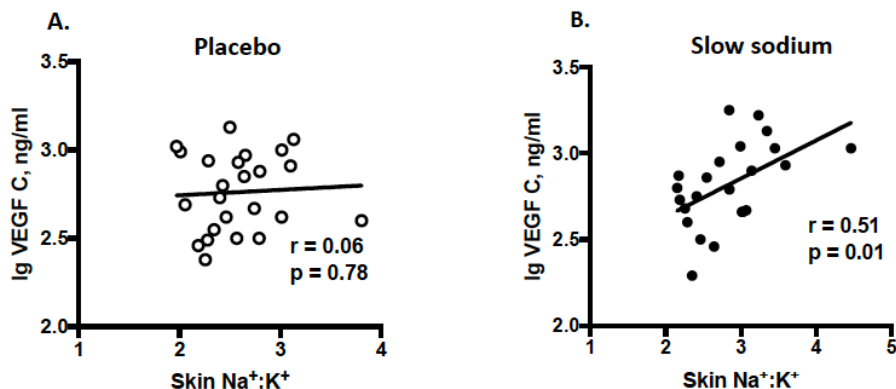 A.
Placebo
lg VEGF C, ng/ml
3.5
3.0
2.5
2.0
r = 0.06
p = 0.78
1
2
3
4
Skin Na⁺:K⁺
B.
Slow sodium
lg VEGF C, ng/ml
3.5
3.0
2.5
2.0
r = 0.51
p = 0.01
1
2
3
4
5
Skin Na⁺:K⁺